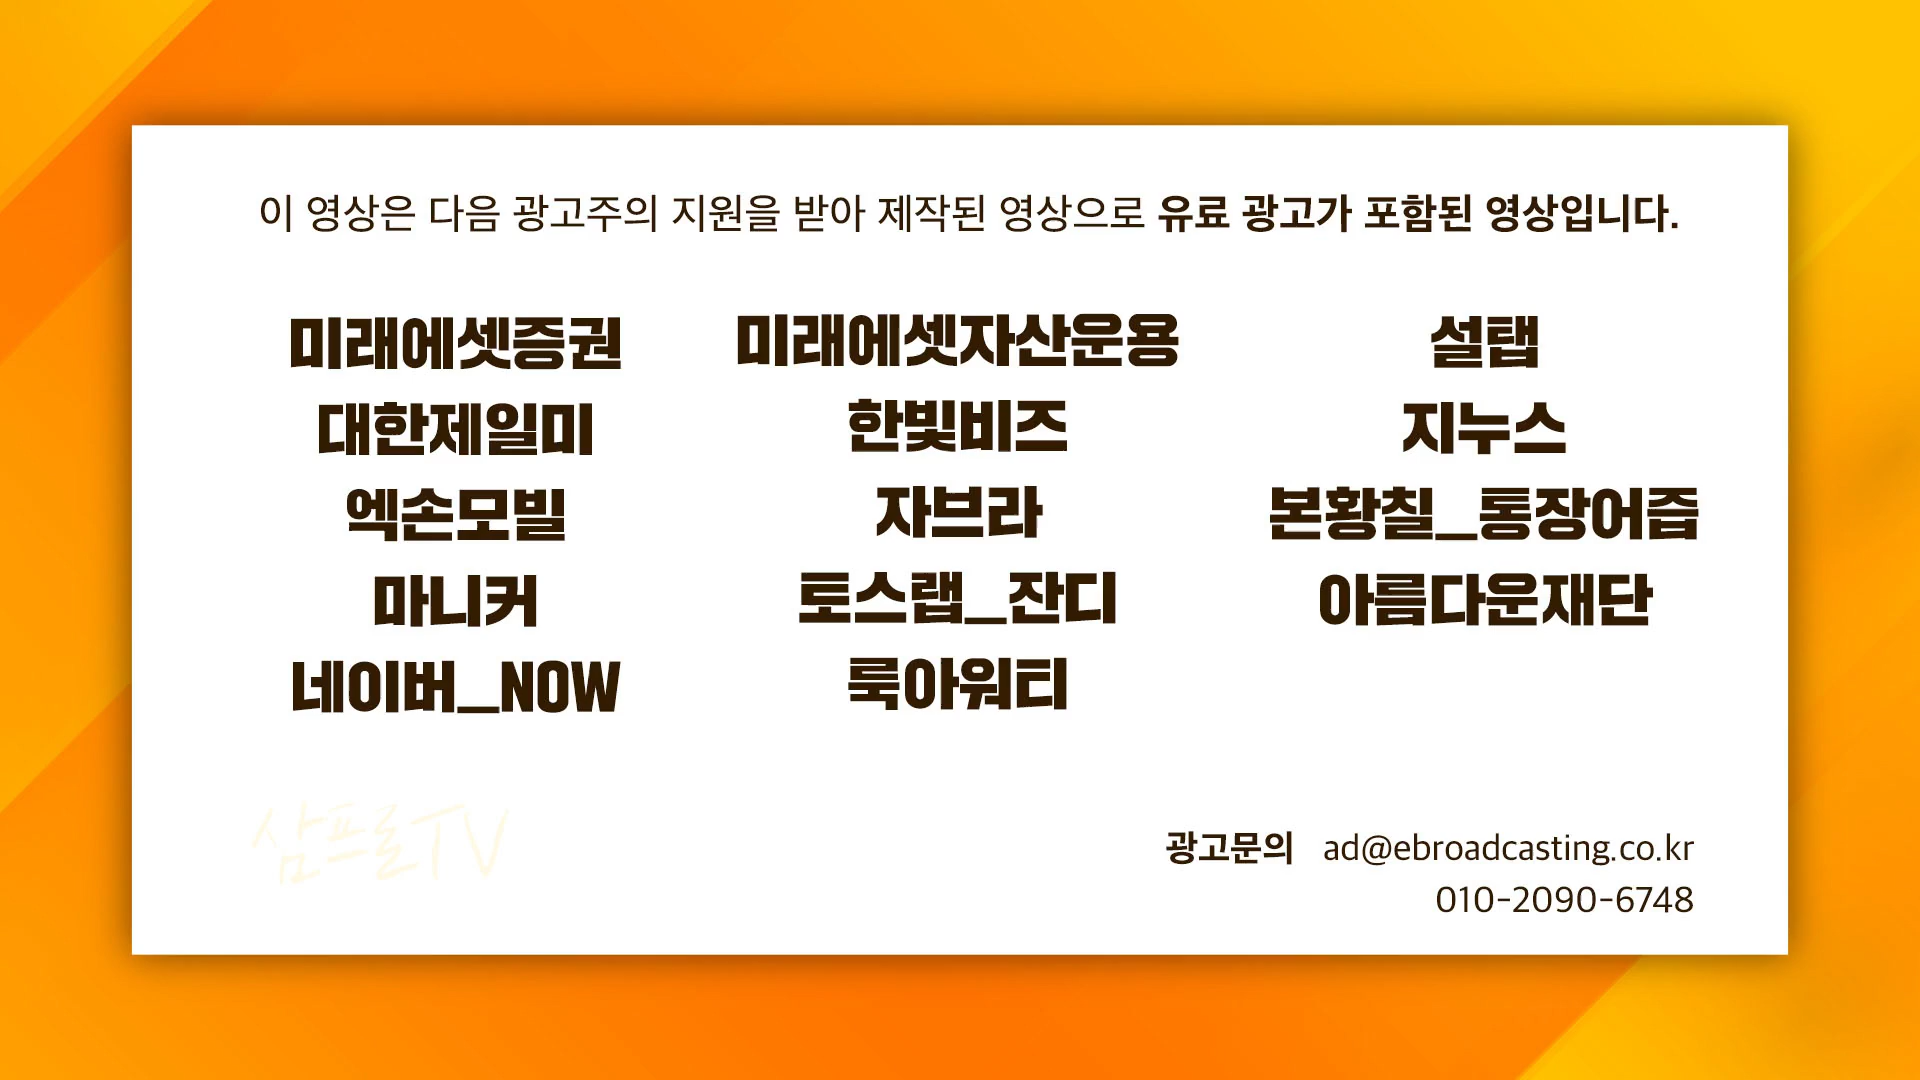 이 영상은 다음 광고주의 지원을 받아 제작된 영상으로 유료 광고가 포함된 영상입니다.
미래에셋증권 미래에셋자산운용 설탭
대한제일미 한빛비즈 지누스
엑손모빌 자브라 본황칠_통장어즙
마니커 토스랩_잔디 아름다운재단
네이버_NOW 룩아워티
삼프로TV
광고문의 ad@ebroadcasting.co.kr
010-2090-6748